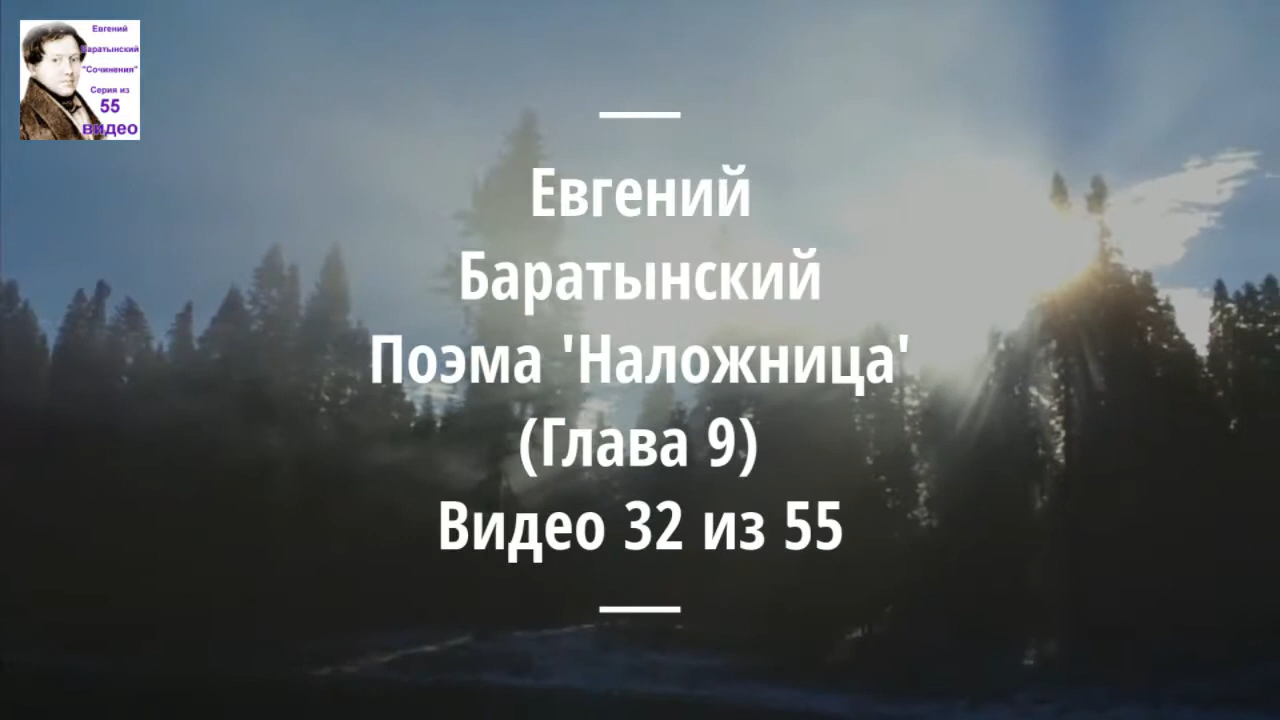 Евгений
Баратынский
"Сочинения"
Серия из
55
видео
Евгений
Баратынский
Поэма 'Наложница'
(Глава 9)
Видео 32 из 55